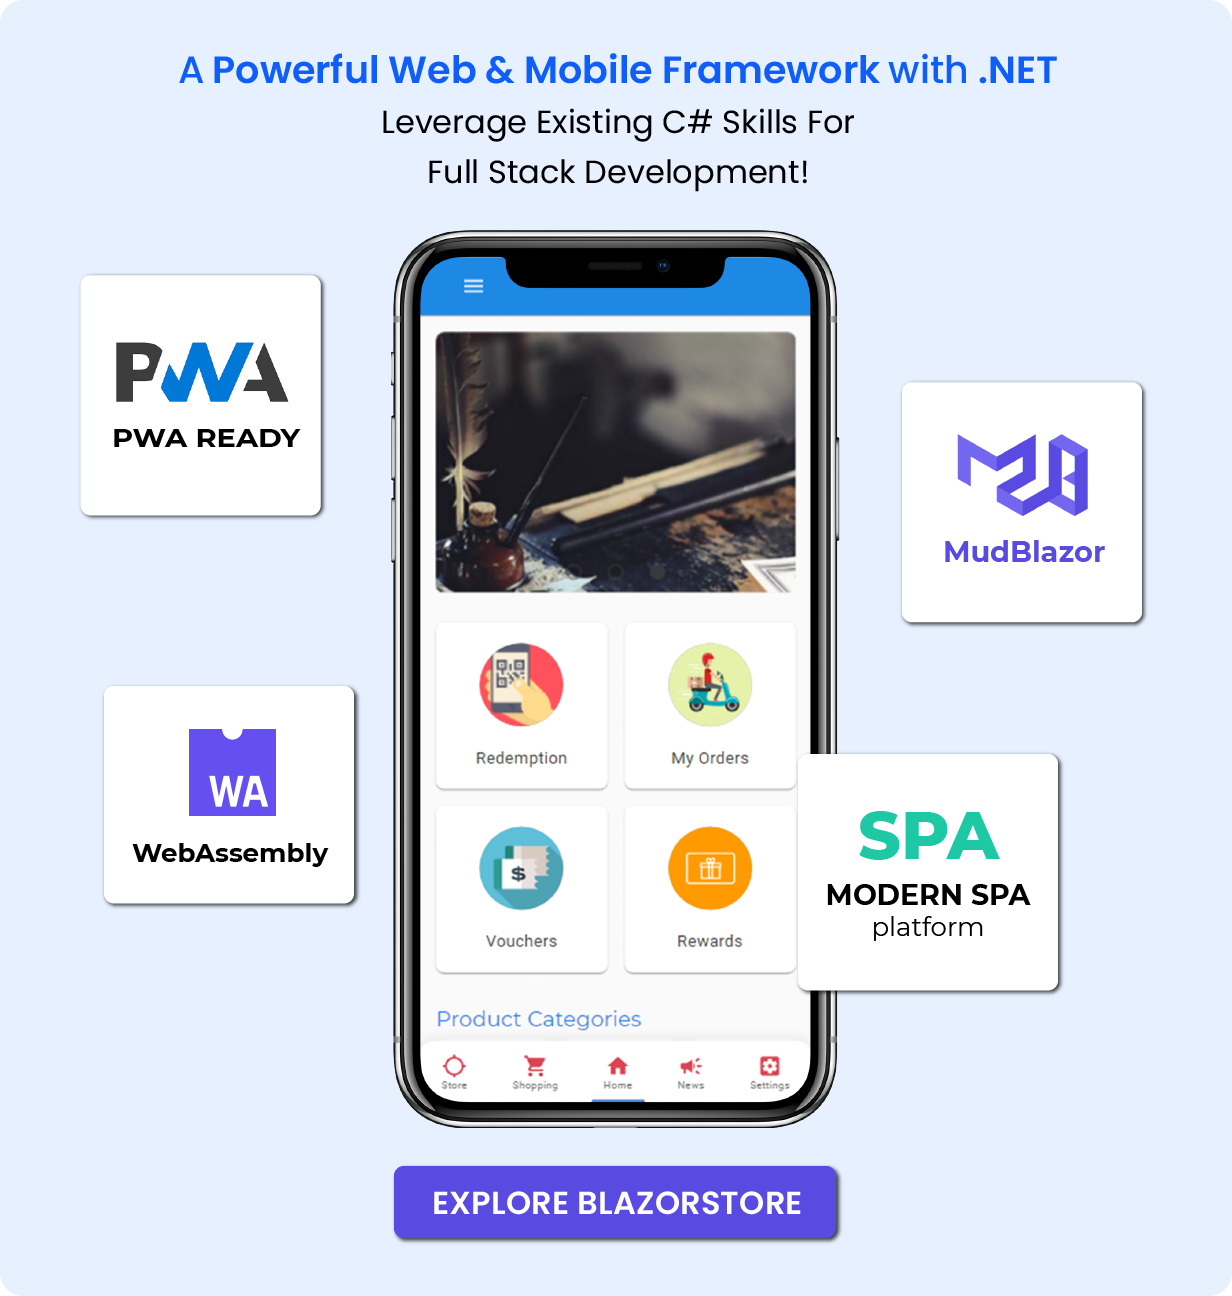 A Powerful Web & Mobile Framework with .NET
Leverage Existing C# Skills For
Full Stack Development!
PWA
PWA READY
MudBlazor
Redemption
My Orders
WA
WebAssembly
$
Vouchers
Rewards
SPA
MODERN SPA
platform
Product Categories
Store
Shopping
Home
News
Settings
EXPLORE BLAZORSTORE